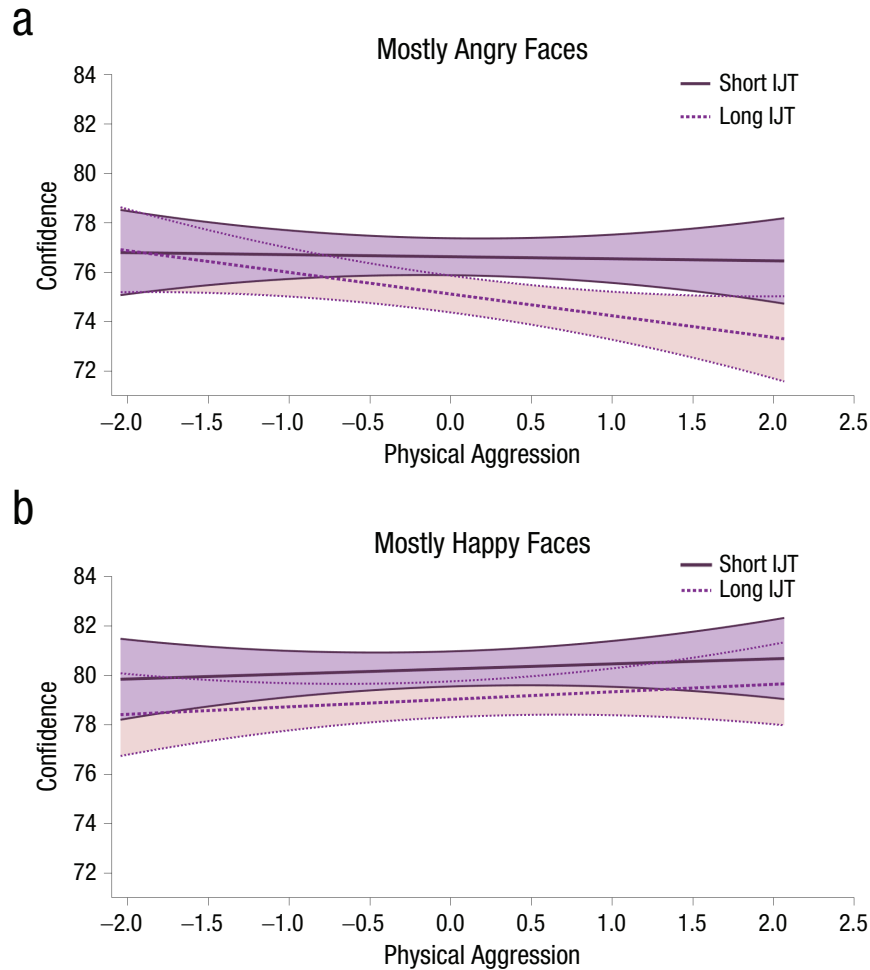 a
Mostly Angry Faces
84
82
80
78
76
74
72
Confidence
Short IJT
Long IJT
–2.0 –1.5 –1.0 –0.5 0.0 0.5 1.0 1.5 2.0 2.5
Physical Aggression
b
Mostly Happy Faces
84
82
80
78
76
74
72
Confidence
Short IJT
Long IJT
–2.0 –1.5 –1.0 –0.5 0.0 0.5 1.0 1.5 2.0 2.5
Physical Aggression